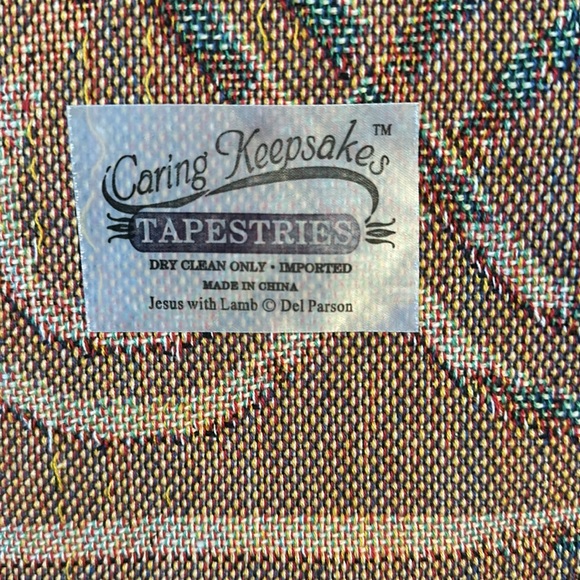 Caring Keepsakes™
TAPESTRIES
DRY CLEAN ONLY • IMPORTED
MADE IN CHINA
Jesus with Lamb © Del Parson